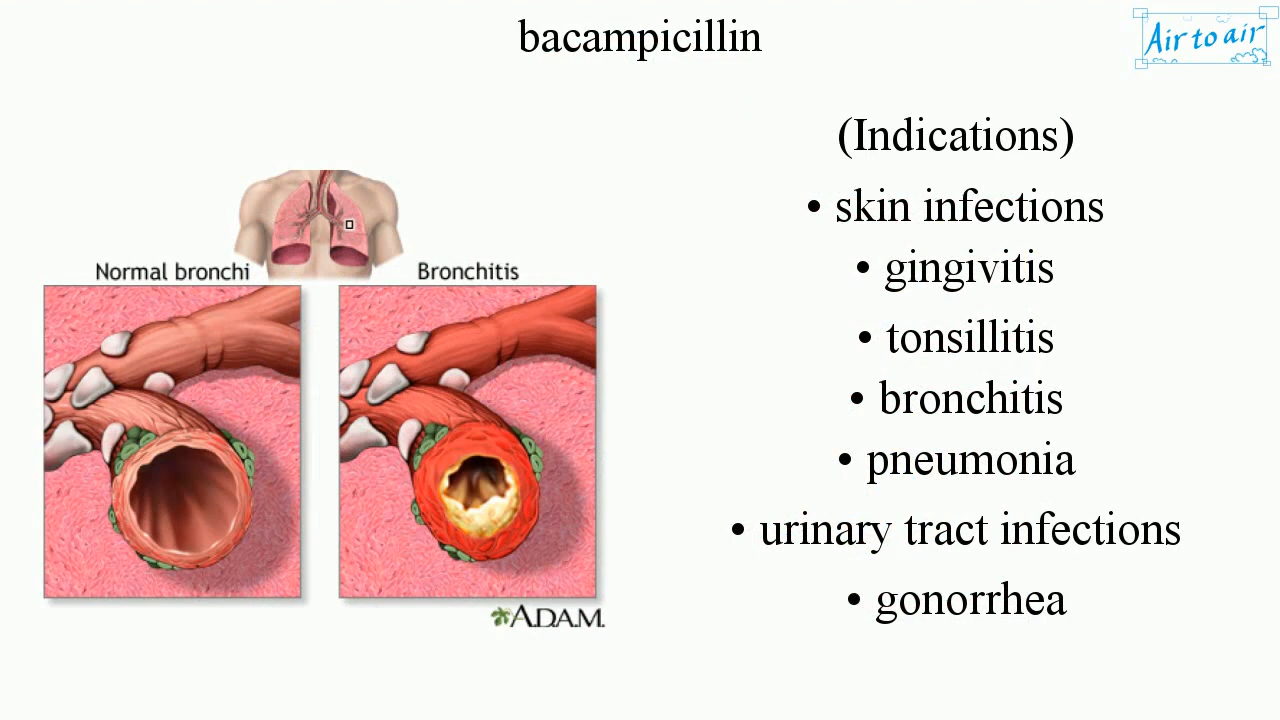 bacampicillin
Air to air
(Indications)
• skin infections
• gingivitis
• tonsillitis
• bronchitis
• pneumonia
• urinary tract infections
• gonorrhea
Normal bronchi
Bronchitis
A.D.A.M.